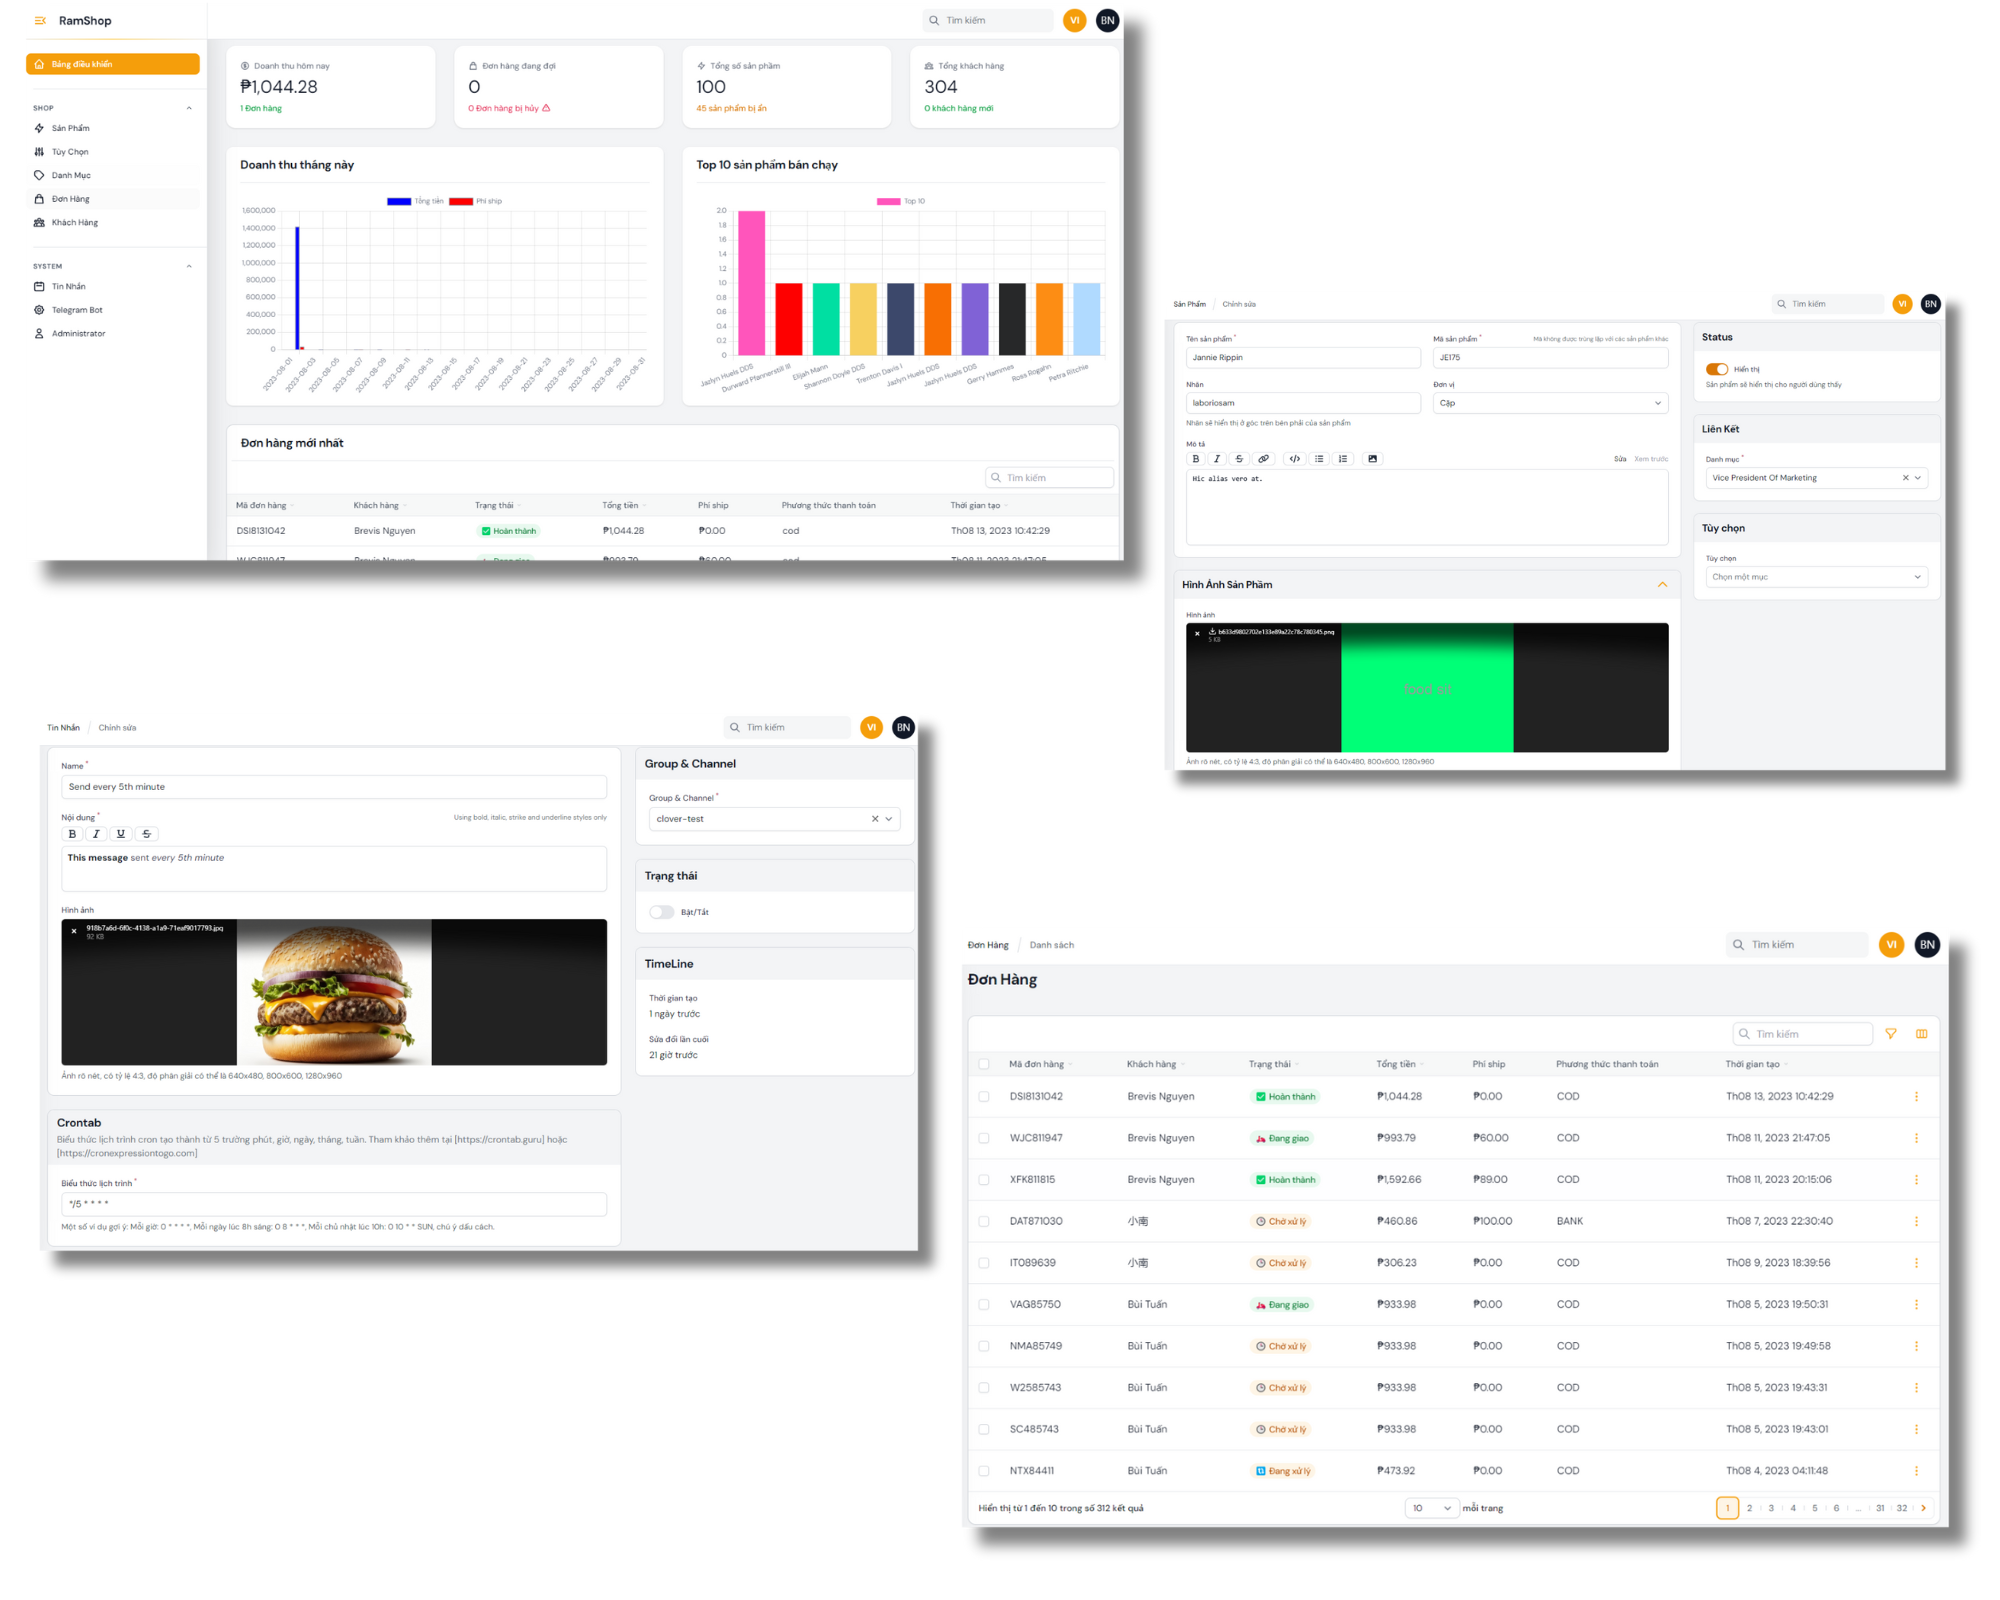 RamShop
Tìm kiếm
VI
BN
Bảng điều khiển
SHOP
Sản Phẩm
Tùy Chọn
Danh Mục
Đơn Hàng
Khách Hàng
SYSTEM
Tin Nhắn
Telegram Bot
Administrator
Doanh thu hôm nay
₱1,044.28
1 Đơn hàng
Đơn hàng đang đợi
0
0 Đơn hàng bị hủy
Tổng số sản phẩm
100
45 sản phẩm bị ẩn
Tổng khách hàng
304
0 khách hàng mới
Doanh thu tháng này
Tổng tiền Phí ship
1,600,000
1,400,000
1,200,000
1,000,000
800,000
600,000
400,000
200,000
0
2023-08-01 2023-08-03 2023-08-05 2023-08-07 2023-08-09 2023-08-11 2023-08-13 2023-08-15 2023-08-17 2023-08-19 2023-08-21 2023-08-23 2023-08-25 2023-08-27 2023-08-29 2023-08-31
Top 10 sản phẩm bán chạy
Top 10
2.0
1.8
1.6
1.4
1.2
1.0
0.8
0.6
0.4
0.2
0
Jazlyn Huels DDS Durward Pfannerstill III Elijah Mann Shannon Doyle DDS Trenton Davis I Jazlyn Huels DDS Jazlyn Huels DDS Garry Hammes Ross Rogahn Petra Ritchie
Đơn hàng mới nhất
Tìm kiếm
Mã đơn hàng Khách hàng Trạng thái Tổng tiền Phí ship Phương thức thanh toán Thời gian tạo
DSI8131042 Brevis Nguyen Hoàn thành ₱1,044.28 ₱0.00 cod Th08 13, 2023 10:42:29
WJC811947 Brevis Nguyen Đang giao ₱993.79 ₱60.00 cod Th08 11, 2023 21:47:05
Sản Phẩm / Chỉnh sửa
Tìm kiếm
VI
BN
Tên sản phẩm *
Jannie Rippin
Mã sản phẩm * Mã không được trùng lặp với các sản phẩm khác
JE175
Nhãn
laboriosam
Nhãn sẽ hiển thị ở góc trên bên phải của sản phẩm
Đơn vị
Cặp
Mô tả
B I S
Sửa Xem trước
Hic alias vero at.
Hình Ảnh Sản Phẩm
Hình ảnh
b633d9802702e133e89a22c78c780345.png
5 KB
food sit
Ảnh rõ nét, có tỷ lệ 4:3, độ phân giải có thể là 640x480, 800x600, 1280x960
Status
Hiển thị
Sản phẩm sẽ hiển thị cho người dùng thấy
Liên Kết
Danh mục *
Vice President Of Marketing
Tùy chọn
Tùy chọn
Chọn một mục
Tin Nhắn / Chỉnh sửa
Tìm kiếm
VI
BN
Name *
Send every 5th minute
Nội dung * Using bold, italic, strike and underline styles only
B I U S
This message sent every 5th minute
Hình ảnh
918b7a6d-6f0c-4138-a1a9-71eaf9017793.jpg
92 KB
Ảnh rõ nét, có tỷ lệ 4:3, độ phân giải có thể là 640x480, 800x600, 1280x960
Crontab
Biểu thức lịch trình cron tạo thành từ 5 trường phút, giờ, ngày, tháng, tuần. Tham khảo thêm tại [https://crontab.guru] hoặc
[https://cronexpressiontogo.com]
Biểu thức lịch trình *
*/5 * * * *
Một số ví dụ gợi ý: Mỗi giờ: 0 * * * *, Mỗi ngày lúc 8h sáng: 0 8 * * *, Mỗi chủ nhật lúc 10h: 0 10 * * SUN, chú ý dấu cách.
Group & Channel
Group & Channel *
clover-test
Trạng thái
Bật/Tắt
TimeLine
Thời gian tạo
1 ngày trước
Sửa đổi lần cuối
21 giờ trước
Đơn Hàng / Danh sách
Tìm kiếm
VI
BN
Đơn Hàng
Tìm kiếm
Mã đơn hàng Khách hàng Trạng thái Tổng tiền Phí ship Phương thức thanh toán Thời gian tạo
DSI8131042 Brevis Nguyen Hoàn thành ₱1,044.28 ₱0.00 COD Th08 13, 2023 10:42:29
WJC811947 Brevis Nguyen Đang giao ₱993.79 ₱60.00 COD Th08 11, 2023 21:47:05
XFK811815 Brevis Nguyen Hoàn thành ₱1,592.66 ₱89.00 COD Th08 11, 2023 20:15:06
DAT871030 小南 Chờ xử lý ₱460.86 ₱100.00 BANK Th08 7, 2023 22:30:40
ITO89639 小南 Chờ xử lý ₱306.23 ₱0.00 COD Th08 9, 2023 18:39:56
VAG85750 Bùi Tuấn Đang giao ₱933.98 ₱0.00 COD Th08 5, 2023 19:50:31
NMA85749 Bùi Tuấn Chờ xử lý ₱933.98 ₱0.00 COD Th08 5, 2023 19:49:58
W2585743 Bùi Tuấn Chờ xử lý ₱933.98 ₱0.00 COD Th08 5, 2023 19:43:31
SC485743 Bùi Tuấn Chờ xử lý ₱933.98 ₱0.00 COD Th08 5, 2023 19:43:01
NTX84411 Bùi Tuấn Đang xử lý ₱473.92 ₱0.00 COD Th08 4, 2023 04:11:48
Hiển thị từ 1 đến 10 trong số 312 kết quả
10 mỗi trang
1 2 3 4 5 6 ... 31 32